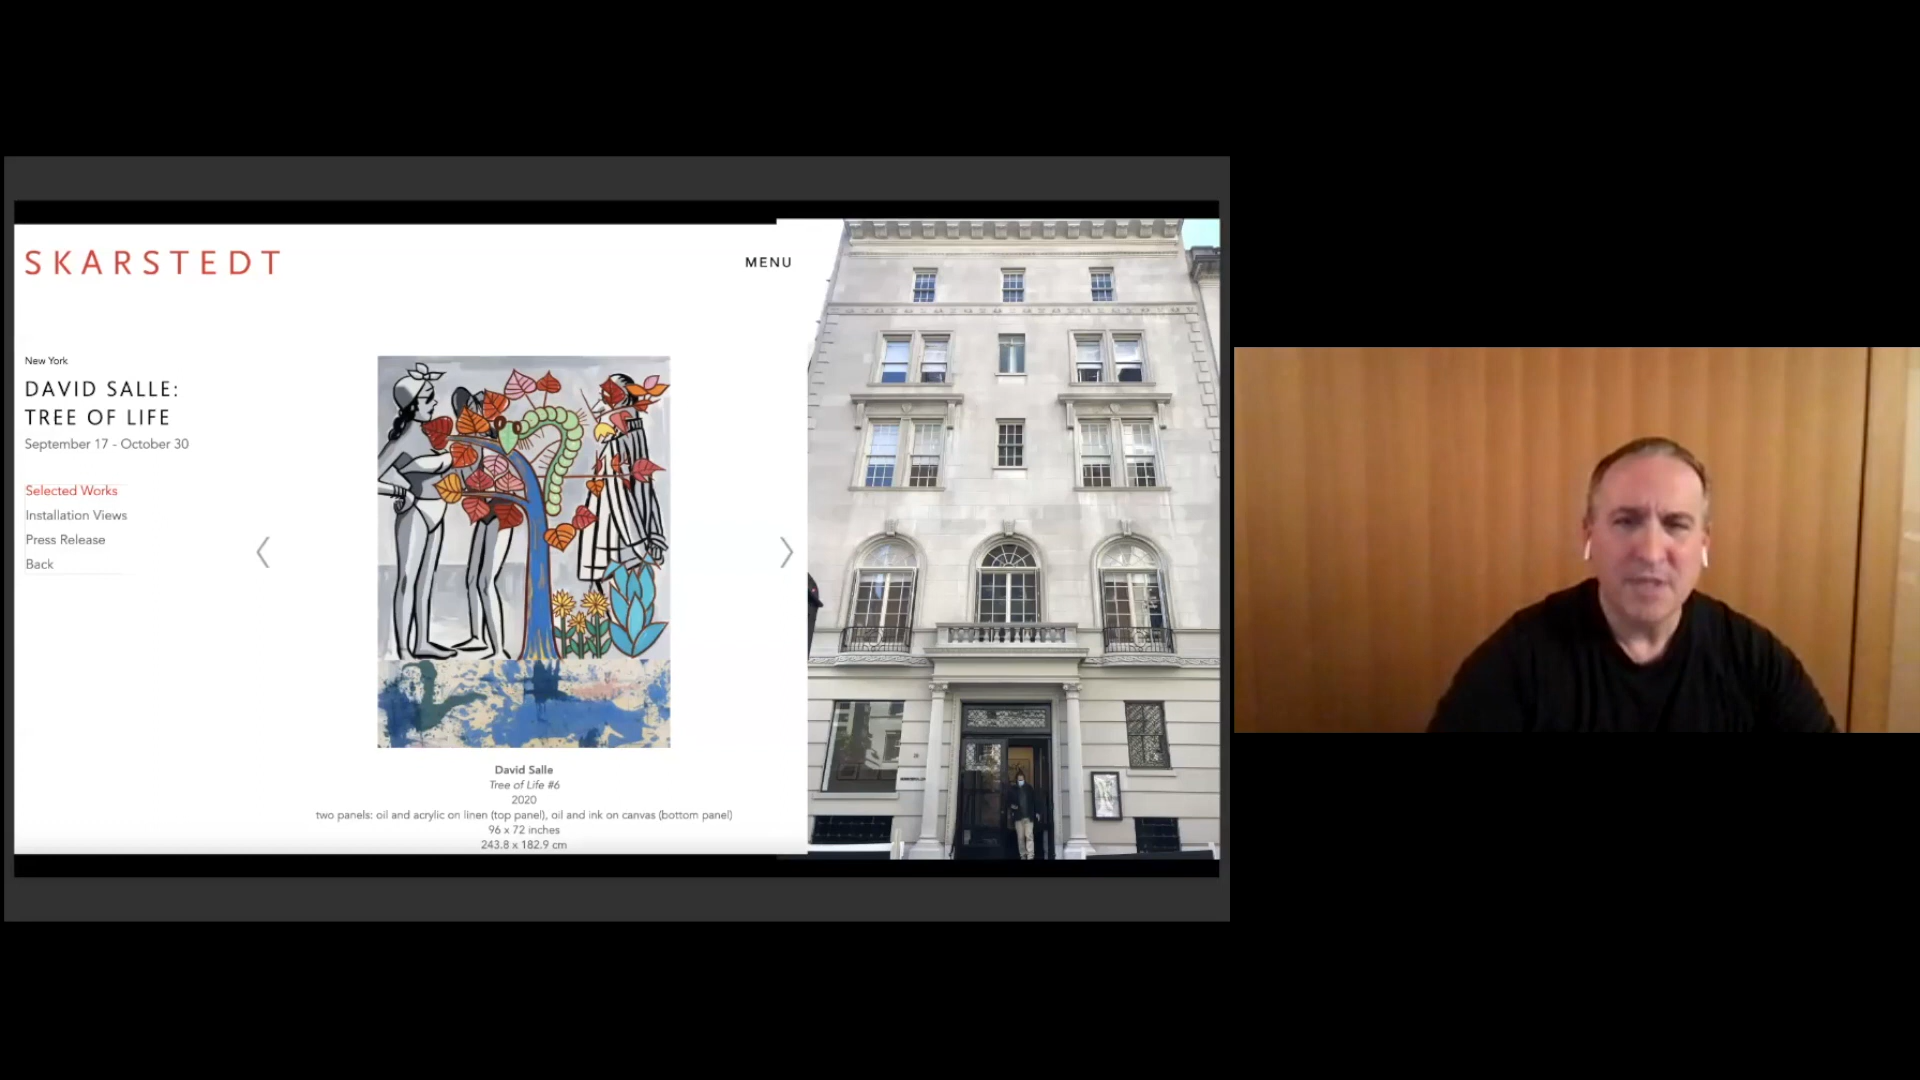 SKARSTEDT
MENU
New York
DAVID SALLE:
TREE OF LIFE
September 17 - October 30
Selected Works
Installation Views
Press Release
Back
David Salle
Tree of Life #6
2020
two panels: oil and acrylic on linen (top panel), oil and ink on canvas (bottom panel)
96 x 72 inches
243.8 x 182.9 cm